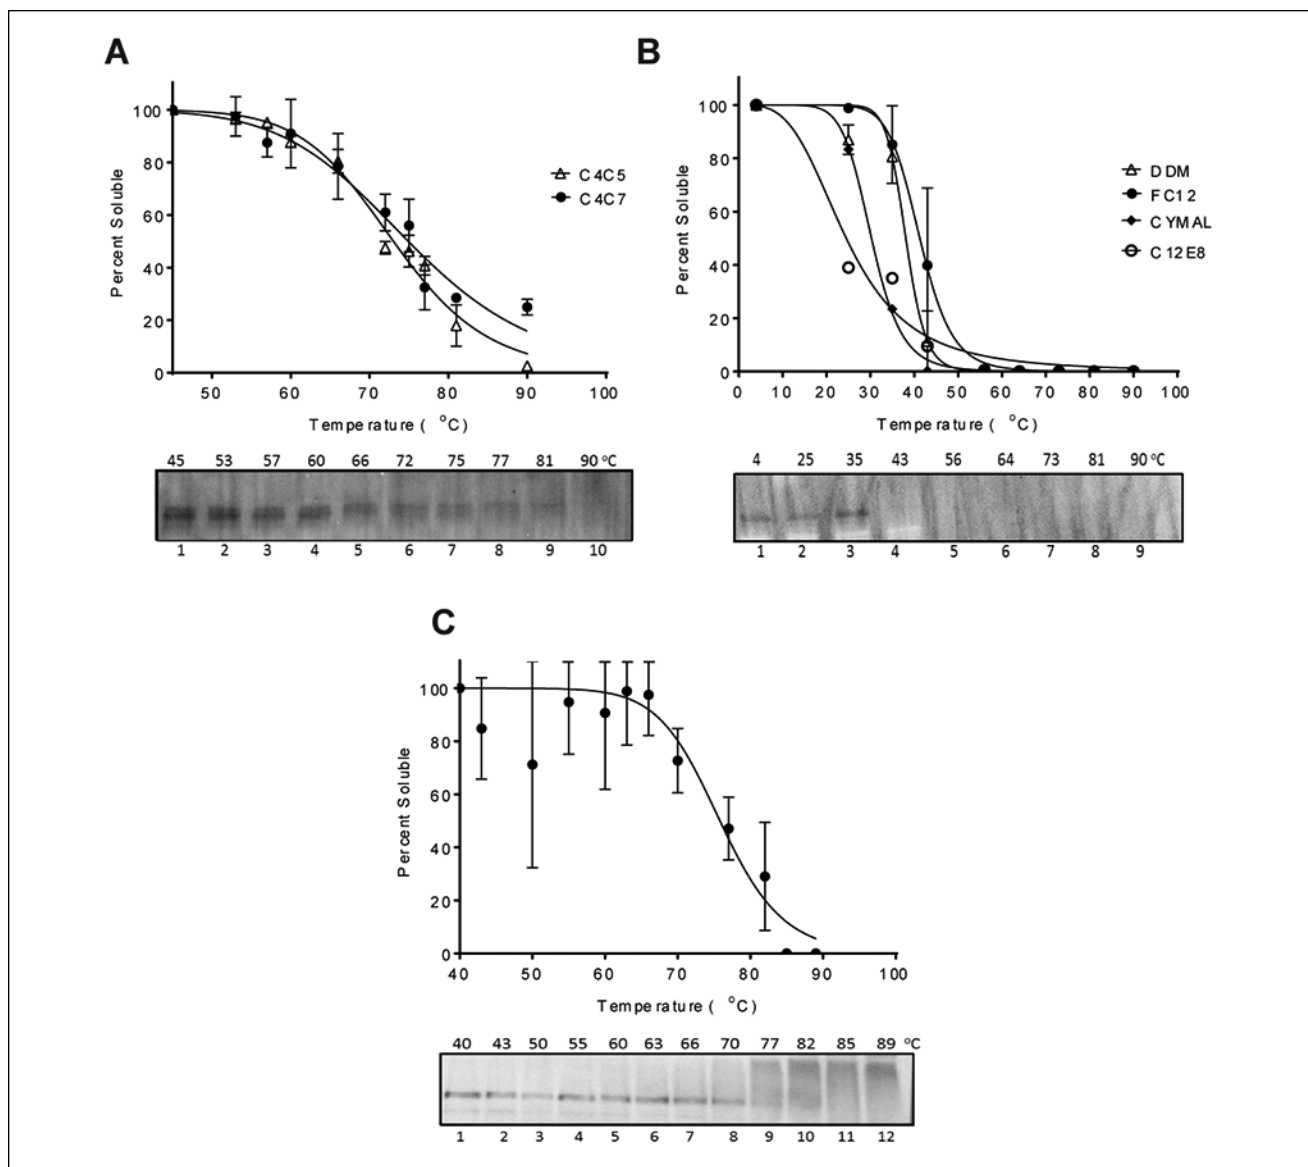 A
Percent Soluble
100
80
60
40
20
0
50 60 70 80 90 100
Temperature ( °C)
C4C5
C4C7
45 53 57 60 66 72 75 77 81 90 °C
1 2 3 4 5 6 7 8 9 10
B
Percent Soluble
100
80
60
40
20
0
0 10 20 30 40 50 60 70 80 90 100
Temperature ( °C)
DDM
FC12
CYMAL
C12E8
4 25 35 43 56 64 73 81 90 °C
1 2 3 4 5 6 7 8 9
C
Percent Soluble
100
80
60
40
20
0
40 50 60 70 80 90 100
Temperature ( °C)
40 43 50 55 60 63 66 70 77 82 85 89 °C
1 2 3 4 5 6 7 8 9 10 11 12